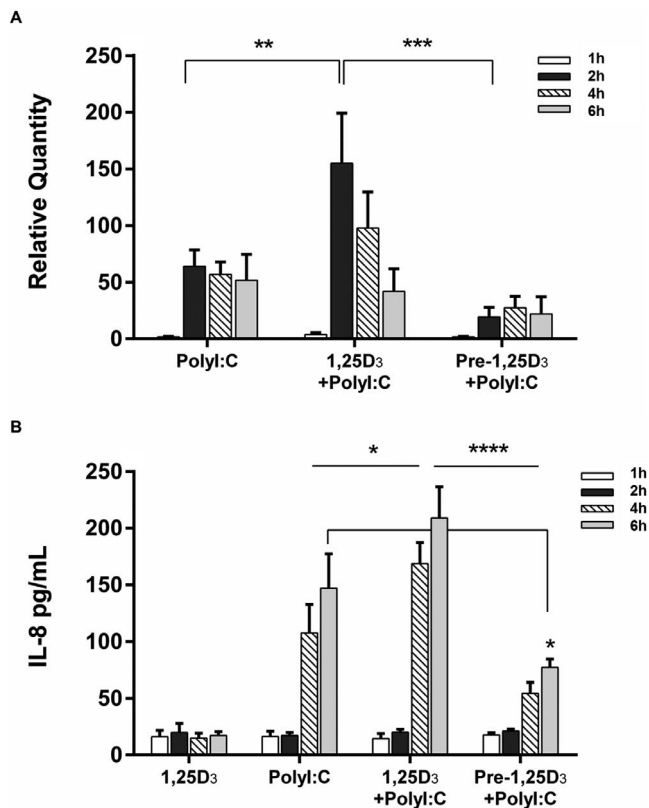 A
** ***
1h
2h
4h
6h
Relative Quantity
250
200
150
100
50
0
PolyI:C
1,25D3
+PolyI:C
Pre-1,25D3
+PolyI:C
B
* ****
1h
2h
4h
6h
IL-8 pg/mL
250
200
150
100
50
0
*
1,25D3
PolyI:C
1,25D3
+PolyI:C
Pre-1,25D3
+PolyI:C